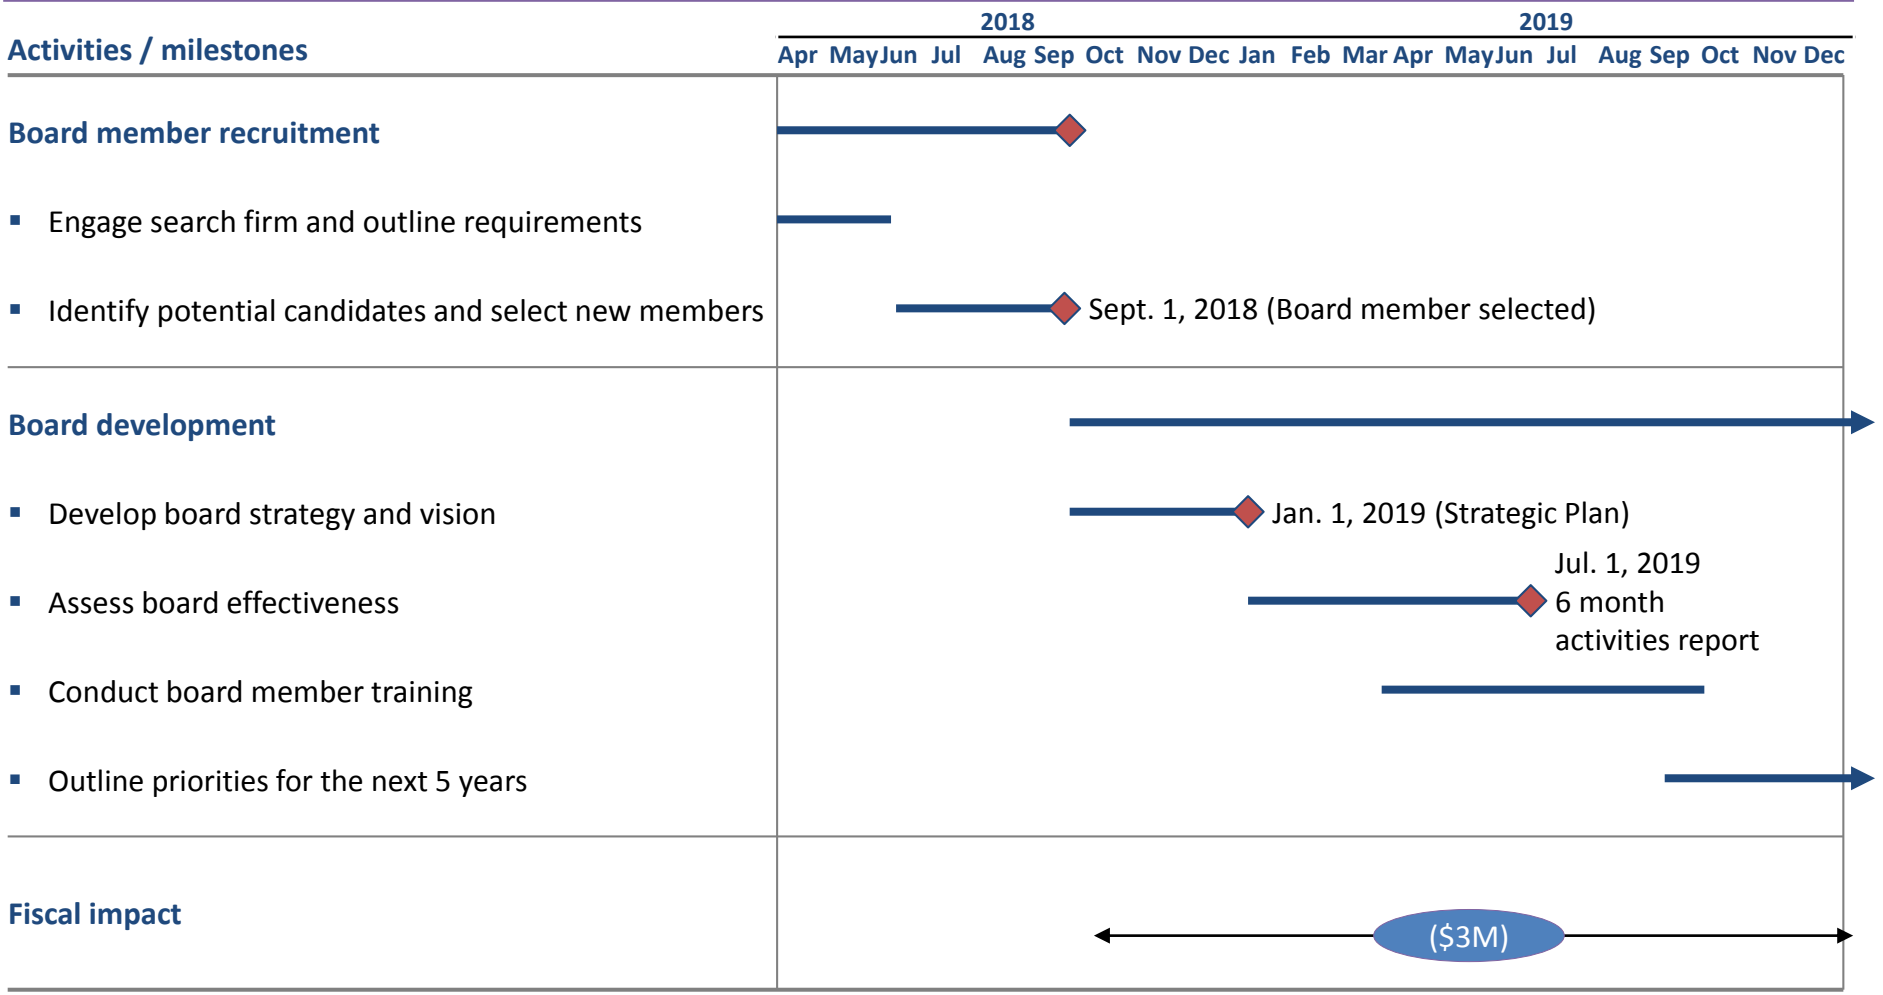 2018 2019
Activities / milestones
Apr May Jun Jul Aug Sep Oct Nov Dec Jan Feb Mar Apr May Jun Jul Aug Sep Oct Nov Dec
Board member recruitment
▪ Engage search firm and outline requirements
▪ Identify potential candidates and select new members
Sept. 1, 2018 (Board member selected)
Board development
▪ Develop board strategy and vision
Jan. 1, 2019 (Strategic Plan)
▪ Assess board effectiveness
Jul. 1, 2019
6 month
activities report
▪ Conduct board member training
▪ Outline priorities for the next 5 years
Fiscal impact
($3M)